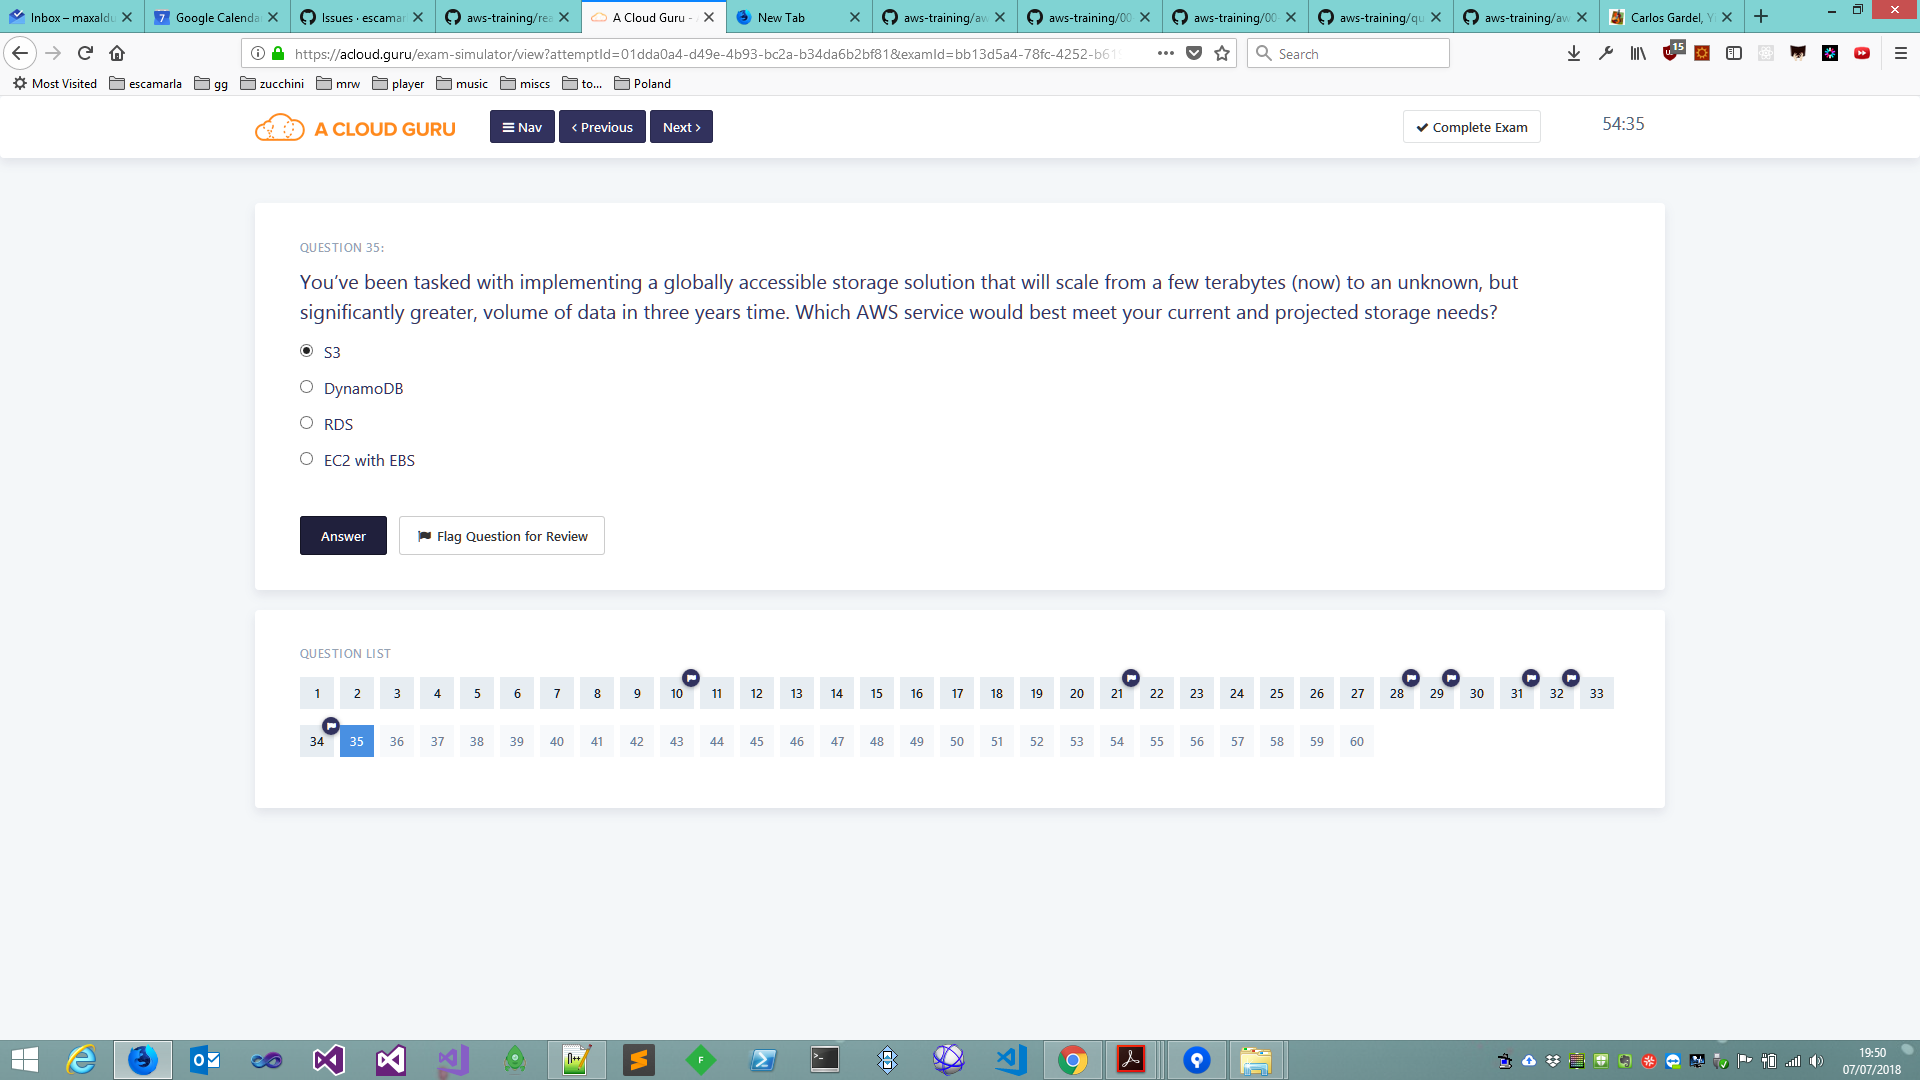 Inbox – maxaldu
Google Calenda
Issues · escamar
aws-training/rea
A Cloud Guru -
New Tab
aws-training/aw
aws-training/00
aws-training/00
aws-training/qu
aws-training/aw
Carlos Gardel, Y
https://acloud.guru/exam-simulator/view?attemptId=01dda0a4-d49e-4b93-bc2a-b34da6b2bf81&examId=bb13d5a4-78fc-4252-b61
Search
15
Most Visited
escamarla
gg
zucchini
mrw
player
music
miscs
to...
Poland
A CLOUD GURU
Nav
Previous
Next
Complete Exam
54:35
QUESTION 35:
You've been tasked with implementing a globally accessible storage solution that will scale from a few terabytes (now) to an unknown, but
significantly greater, volume of data in three years time. Which AWS service would best meet your current and projected storage needs?
S3
DynamoDB
RDS
EC2 with EBS
Answer
Flag Question for Review
QUESTION LIST
1 2 3 4 5 6 7 8 9 10 11 12 13 14 15 16 17 18 19 20 21 22 23 24 25 26 27 28 29 30 31 32 33
34 35 36 37 38 39 40 41 42 43 44 45 46 47 48 49 50 51 52 53 54 55 56 57 58 59 60
19:50
07/07/2018